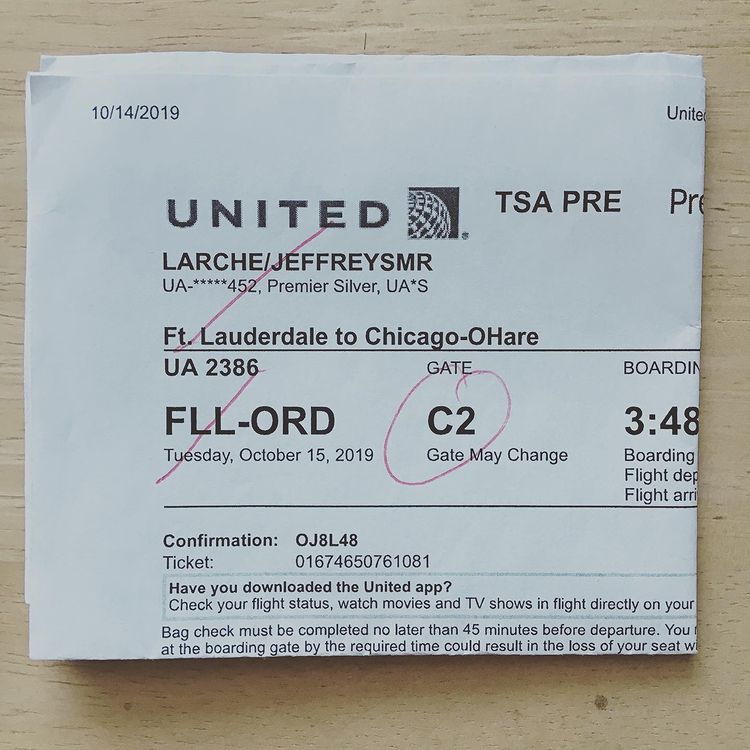 10/14/2019 United
UNITED TSA PRE Pre
LARCHE/JEFFREYSMR
UA-*****452, Premier Silver, UA*S
Ft. Lauderdale to Chicago-OHare
UA 2386 GATE BOARDIN
FLL-ORD C2 3:48
Tuesday, October 15, 2019 Gate May Change Boarding
Flight dep
Flight arri
Confirmation: OJ8L48
Ticket: 01674650761081
Have you downloaded the United app?
Check your flight status, watch movies and TV shows in flight directly on your
Bag check must be completed no later than 45 minutes before departure. You
at the boarding gate by the required time could result in the loss of your seat wi